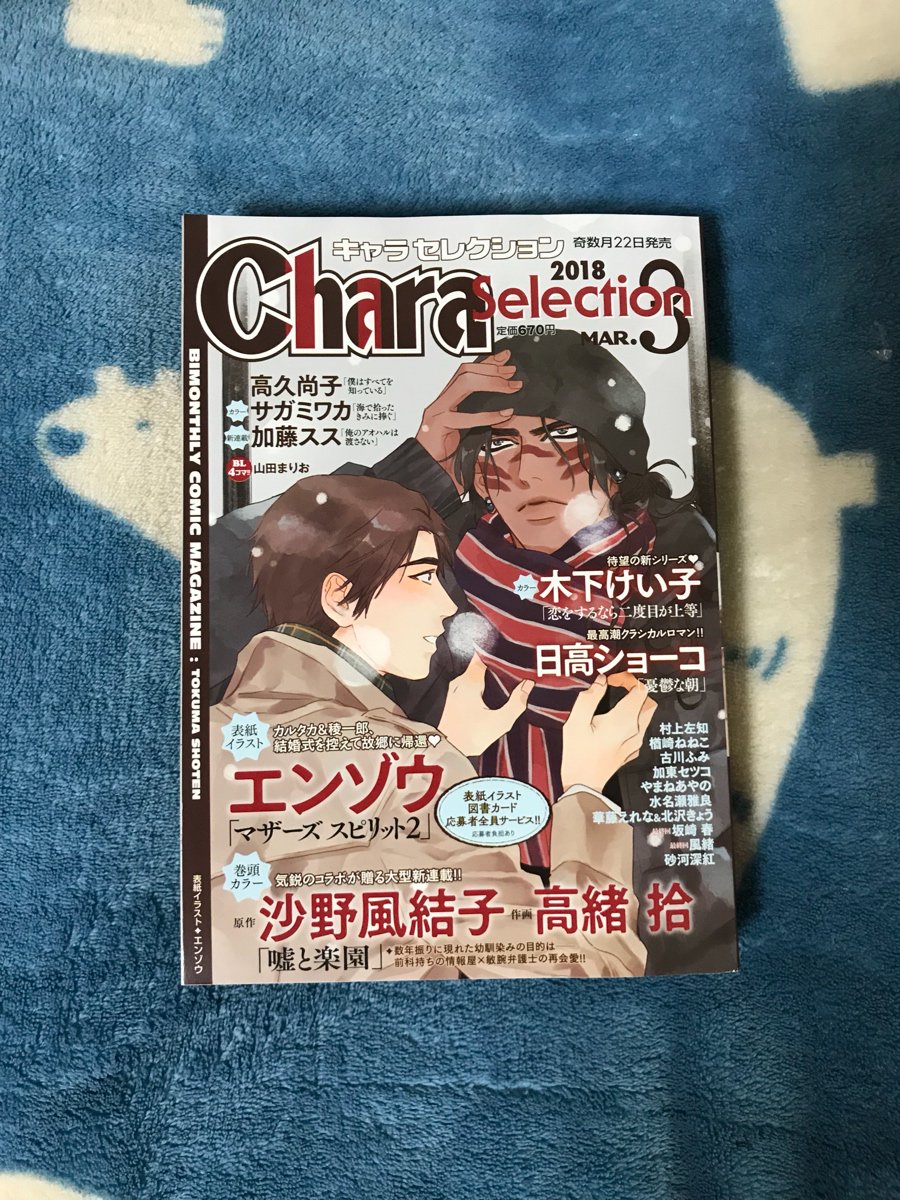 キャラ セレクション
奇数月22日発売
Chara
Selection
2018
定価670円
MAR.3
高久尚子「僕はすべてを知っている」
カラー
サガミワカ「海で拾ったきみに捧ぐ」
新連載!!
加藤スス「俺のアオハルは渡さない」
BL4コマ!!
山田まりお
待望の新シリーズ♥
カラー
木下けい子
「恋をするなら二度目が上等」
最高潮クラシカルロマン!!
日高ショーコ
「憂鬱な朝」
村上左知
楢崎ねねこ
古川ふみ
加東セツコ
やまねあやの
水名瀬雅良
華藤えれな&北沢きょう
最終回 坂崎 春
最終回 風緒
砂河深紅
表紙イラスト
カルタカ&稜一郎、
結婚式を控えて故郷に帰還♥
エンゾウ
「マザーズ スピリット2」
表紙イラスト
図書カード
応募者全員サービス!!
応募者負担あり
巻頭カラー
気鋭のコラボが贈る大型新連載!!
原作 沙野風結子 作画 高緒 拾
「嘘と楽園」
✦数年振りに現れた幼馴染みの目的は
前科持ちの情報屋×敏腕弁護士の再会愛!!
BIMONTHLY COMIC MAGAZINE : TOKUMA SHOTEN
表紙イラスト✦エンゾウ